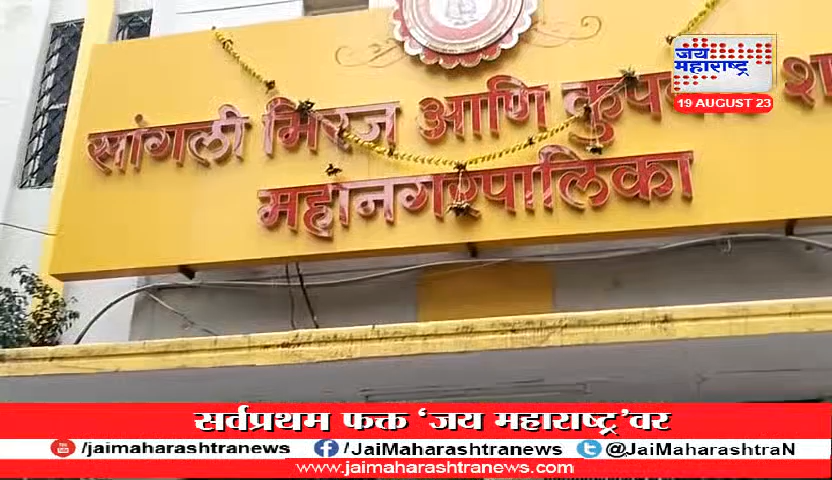 जय
महाराष्ट्र
19 AUGUST 23
सांगली मिरज आणि कुपवाड
महानगरपालिका
सर्वप्रथम फक्त ‘जय महाराष्ट्र’वर
/jaimaharashtranews /JaiMaharashtraNews @JaiMaharashtraN
www.jaimaharashtranews.com